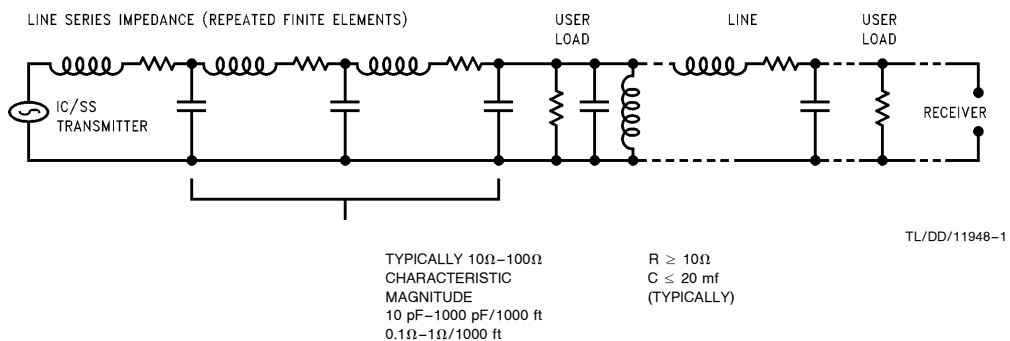 LINE SERIES IMPEDANCE (REPEATED FINITE ELEMENTS)
USER
LOAD
LINE
USER
LOAD
IC/SS
TRANSMITTER
RECEIVER
TL/DD/11948–1
TYPICALLY 10Ω–100Ω
CHARACTERISTIC
MAGNITUDE
10 pF–1000 pF/1000 ft
0.1Ω–1Ω/1000 ft
R ≥ 10Ω
C ≤ 20 mf
(TYPICALLY)